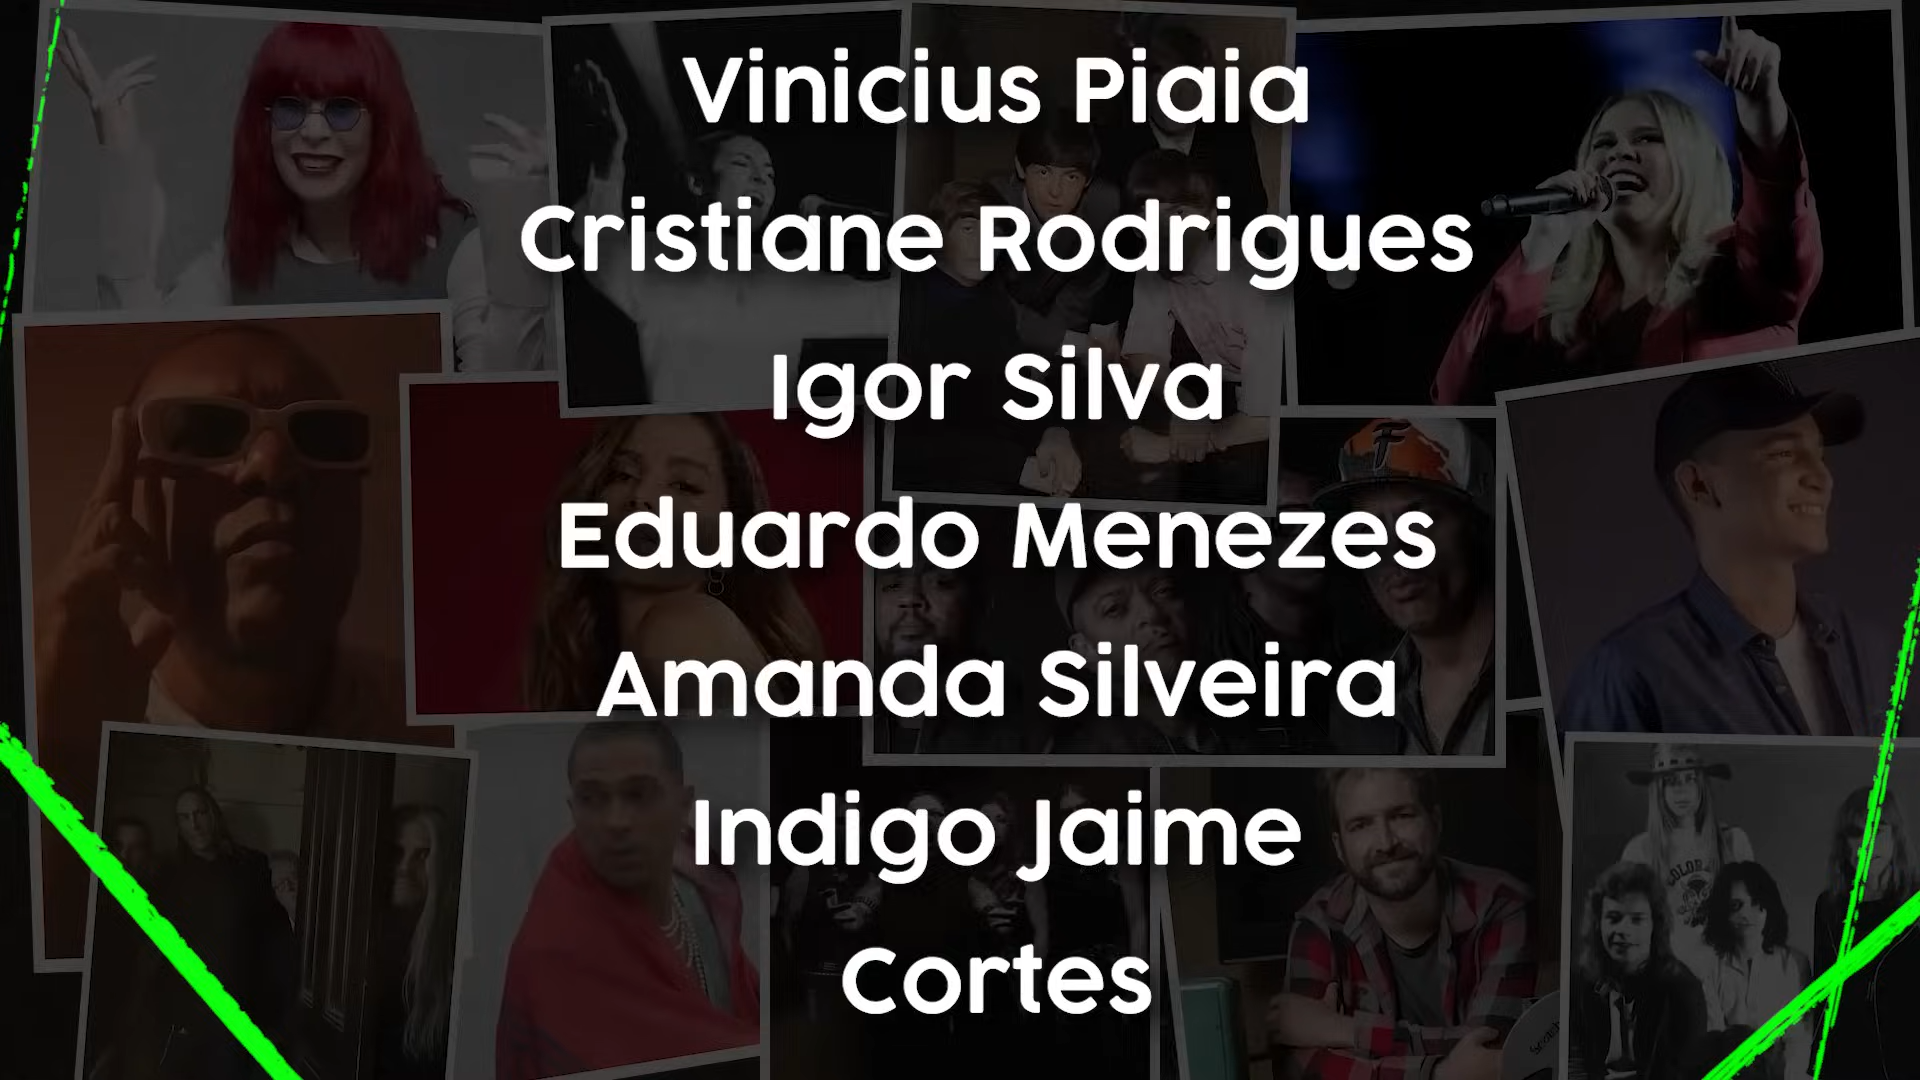 Vinicius Piaia
Cristiane Rodrigues
Igor Silva
Eduardo Menezes
Amanda Silveira
Indigo Jaime
Cortes